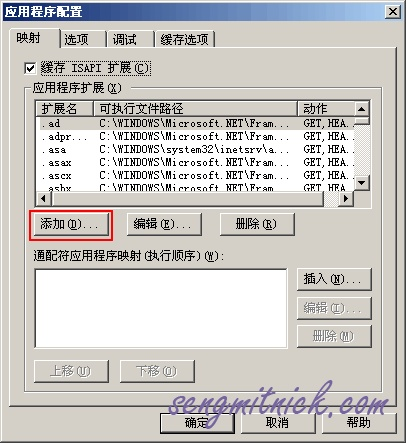 应用程序配置
映射 选项 调试 缓存选项
缓存 ISAPI 扩展(C)
应用程序扩展(X)
扩展名 可执行文件路径 动作
.ad C:\WINDOWS\Microsoft.NET\Fram... GET,HEA...
.adpr... C:\WINDOWS\Microsoft.NET\Fram... GET,HEA...
.asa C:\WINDOWS\system32\inetsrv\a... GET,HEA...
.asax C:\WINDOWS\Microsoft.NET\Fram... GET,HEA...
.ascx C:\WINDOWS\Microsoft.NET\Fram... GET,HEA...
.ashx C:\WINDOWS\Microsoft.NET\Fram... GET,HEA...
添加(D)... 编辑(E)... 删除(R)
通配符应用程序映射(执行顺序)(W):
插入(N)...
编辑(I)...
删除(M)
上移(U) 下移(O)
sengmitnick.com
确定 取消 帮助